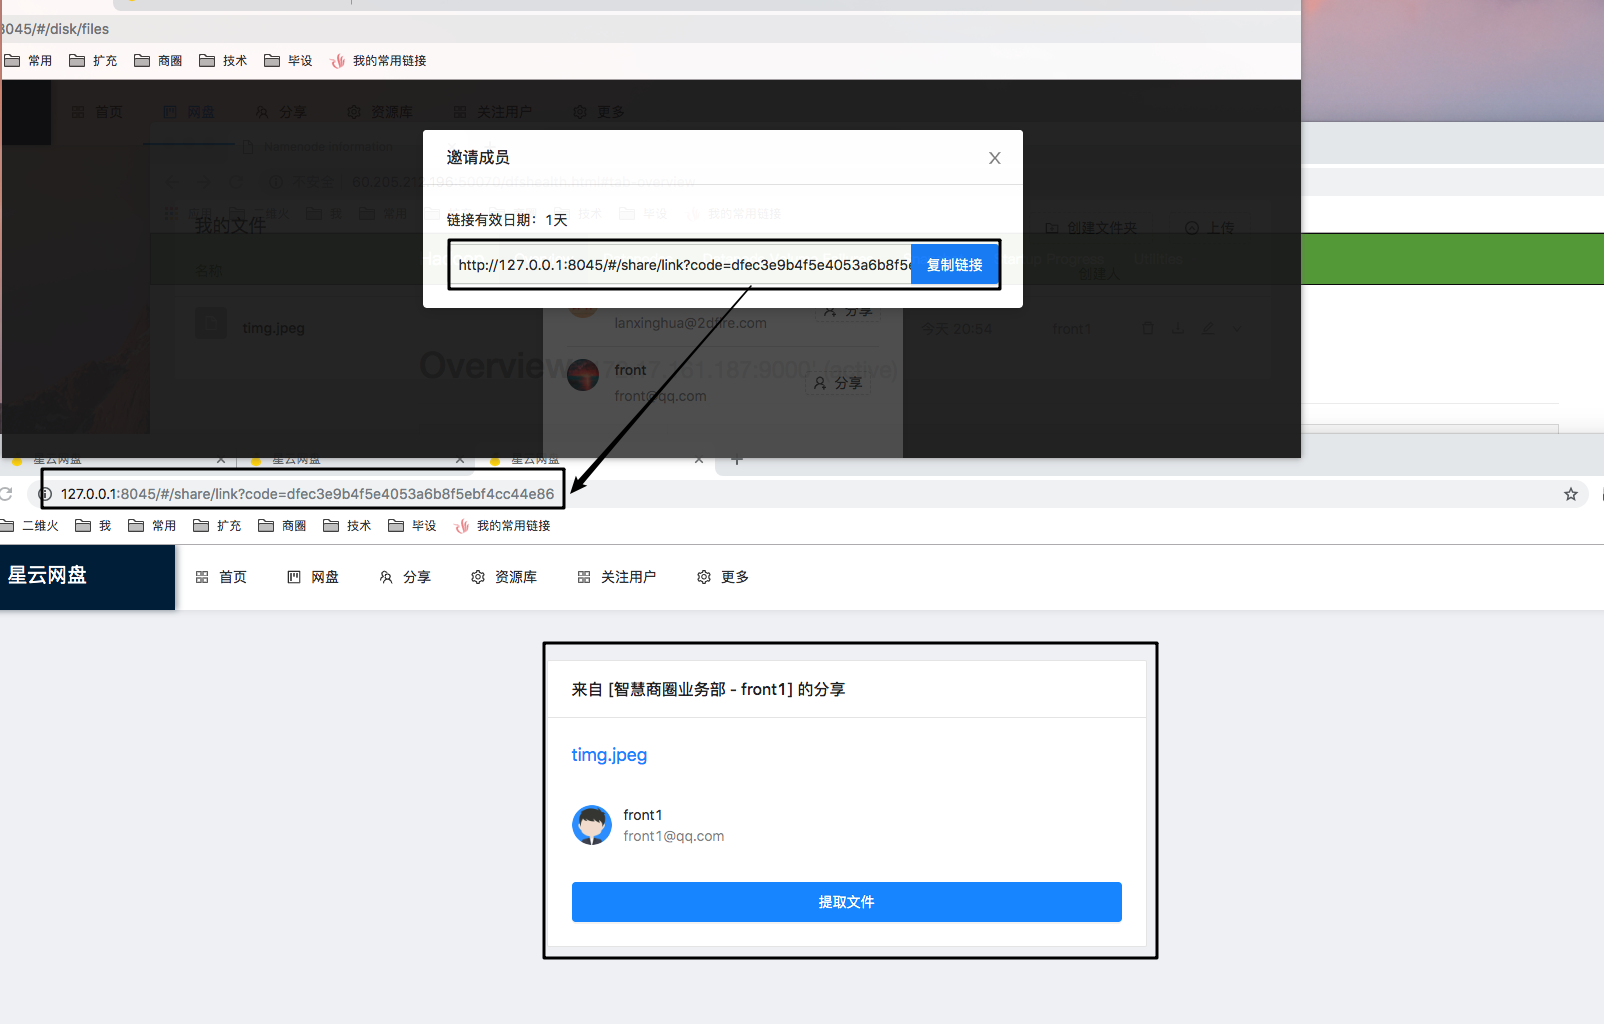 8045/#/disk/files
常用 扩充 商圈 技术 毕设 我的常用链接
首页 网盘 分享 资源库 关注用户 更多
邀请成员
链接有效日期：1天
我的文件 创建文件夹 上传
http://127.0.0.1:8045/#/share/link?code=dfec3e9b4f5e4053a6b8f5e 复制链接
名称 创建人
timg.jpeg 今天 20:54 front1
lanxinghua@2dfire.com 分享
Overview
front
front@qq.com 分享
星云网盘 星云网盘 星云网盘
127.0.0.1:8045/#/share/link?code=dfec3e9b4f5e4053a6b8f5ebf4cc44e86
二维火 我 常用 扩充 商圈 技术 毕设 我的常用链接
星云网盘 首页 网盘 分享 资源库 关注用户 更多
来自 [智慧商圈业务部 - front1] 的分享
timg.jpeg
front1
front1@qq.com
提取文件